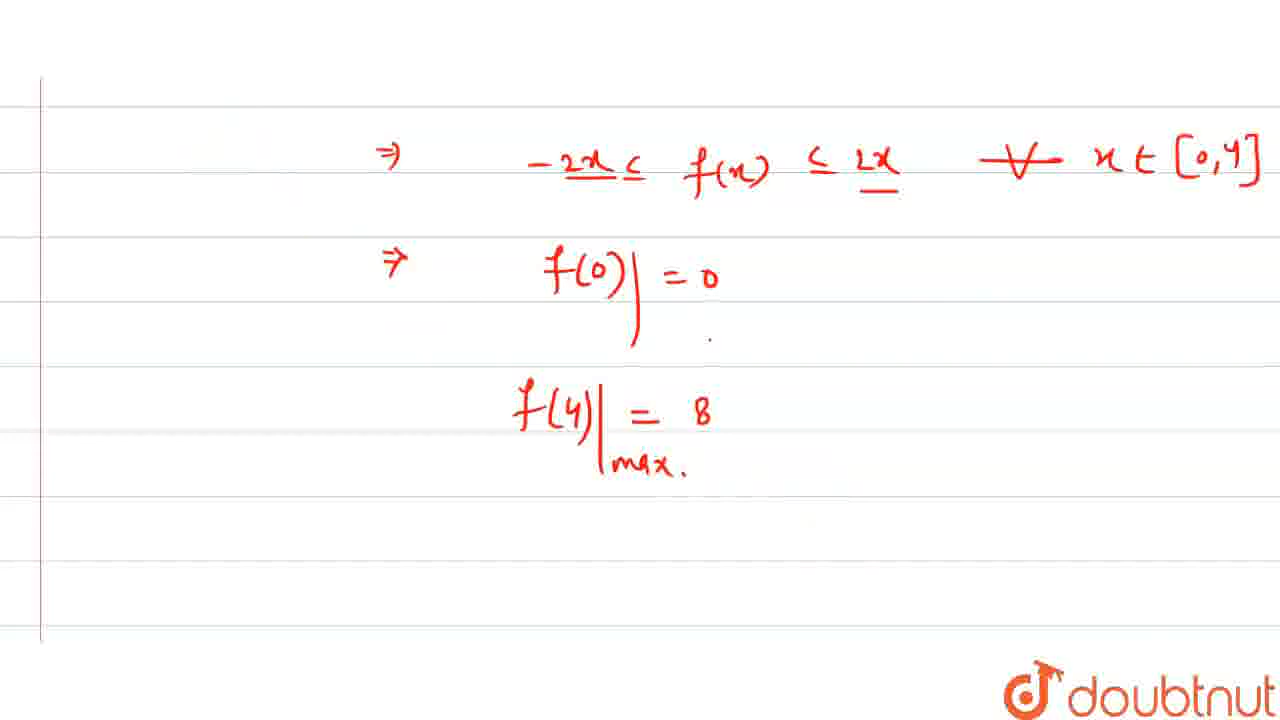 ⇒ -2x ≤ f(x) ≤ 2x ∀ x ∈ [0,4]
⇒ f(0)| = 0
f(4)|max. = 8
doubtnut